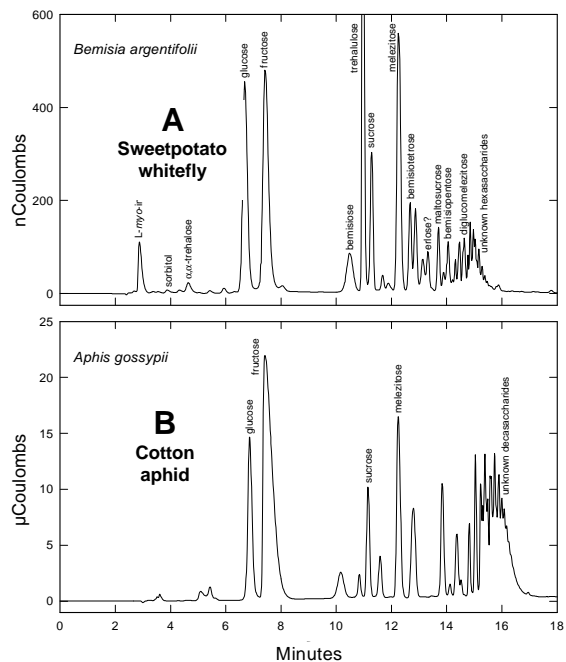 600
400
200
0
nCoulombs
Bemisia argentifolii
A
Sweetpotato
whitefly
L-myo-ir
sorbitol
α,α-trehalose
glucose
fructose
bemisiose
trehalulose
sucrose
melezitose
bemisiotetrose
erlose?
maltosucrose
bemisiopentose
diglucomelezitose
unknown hexasaccharides
25
20
15
10
5
0
µCoulombs
Aphis gossypii
B
Cotton
aphid
glucose
fructose
sucrose
melezitose
unknown decasaccharides
0 2 4 6 8 10 12 14 16 18
Minutes